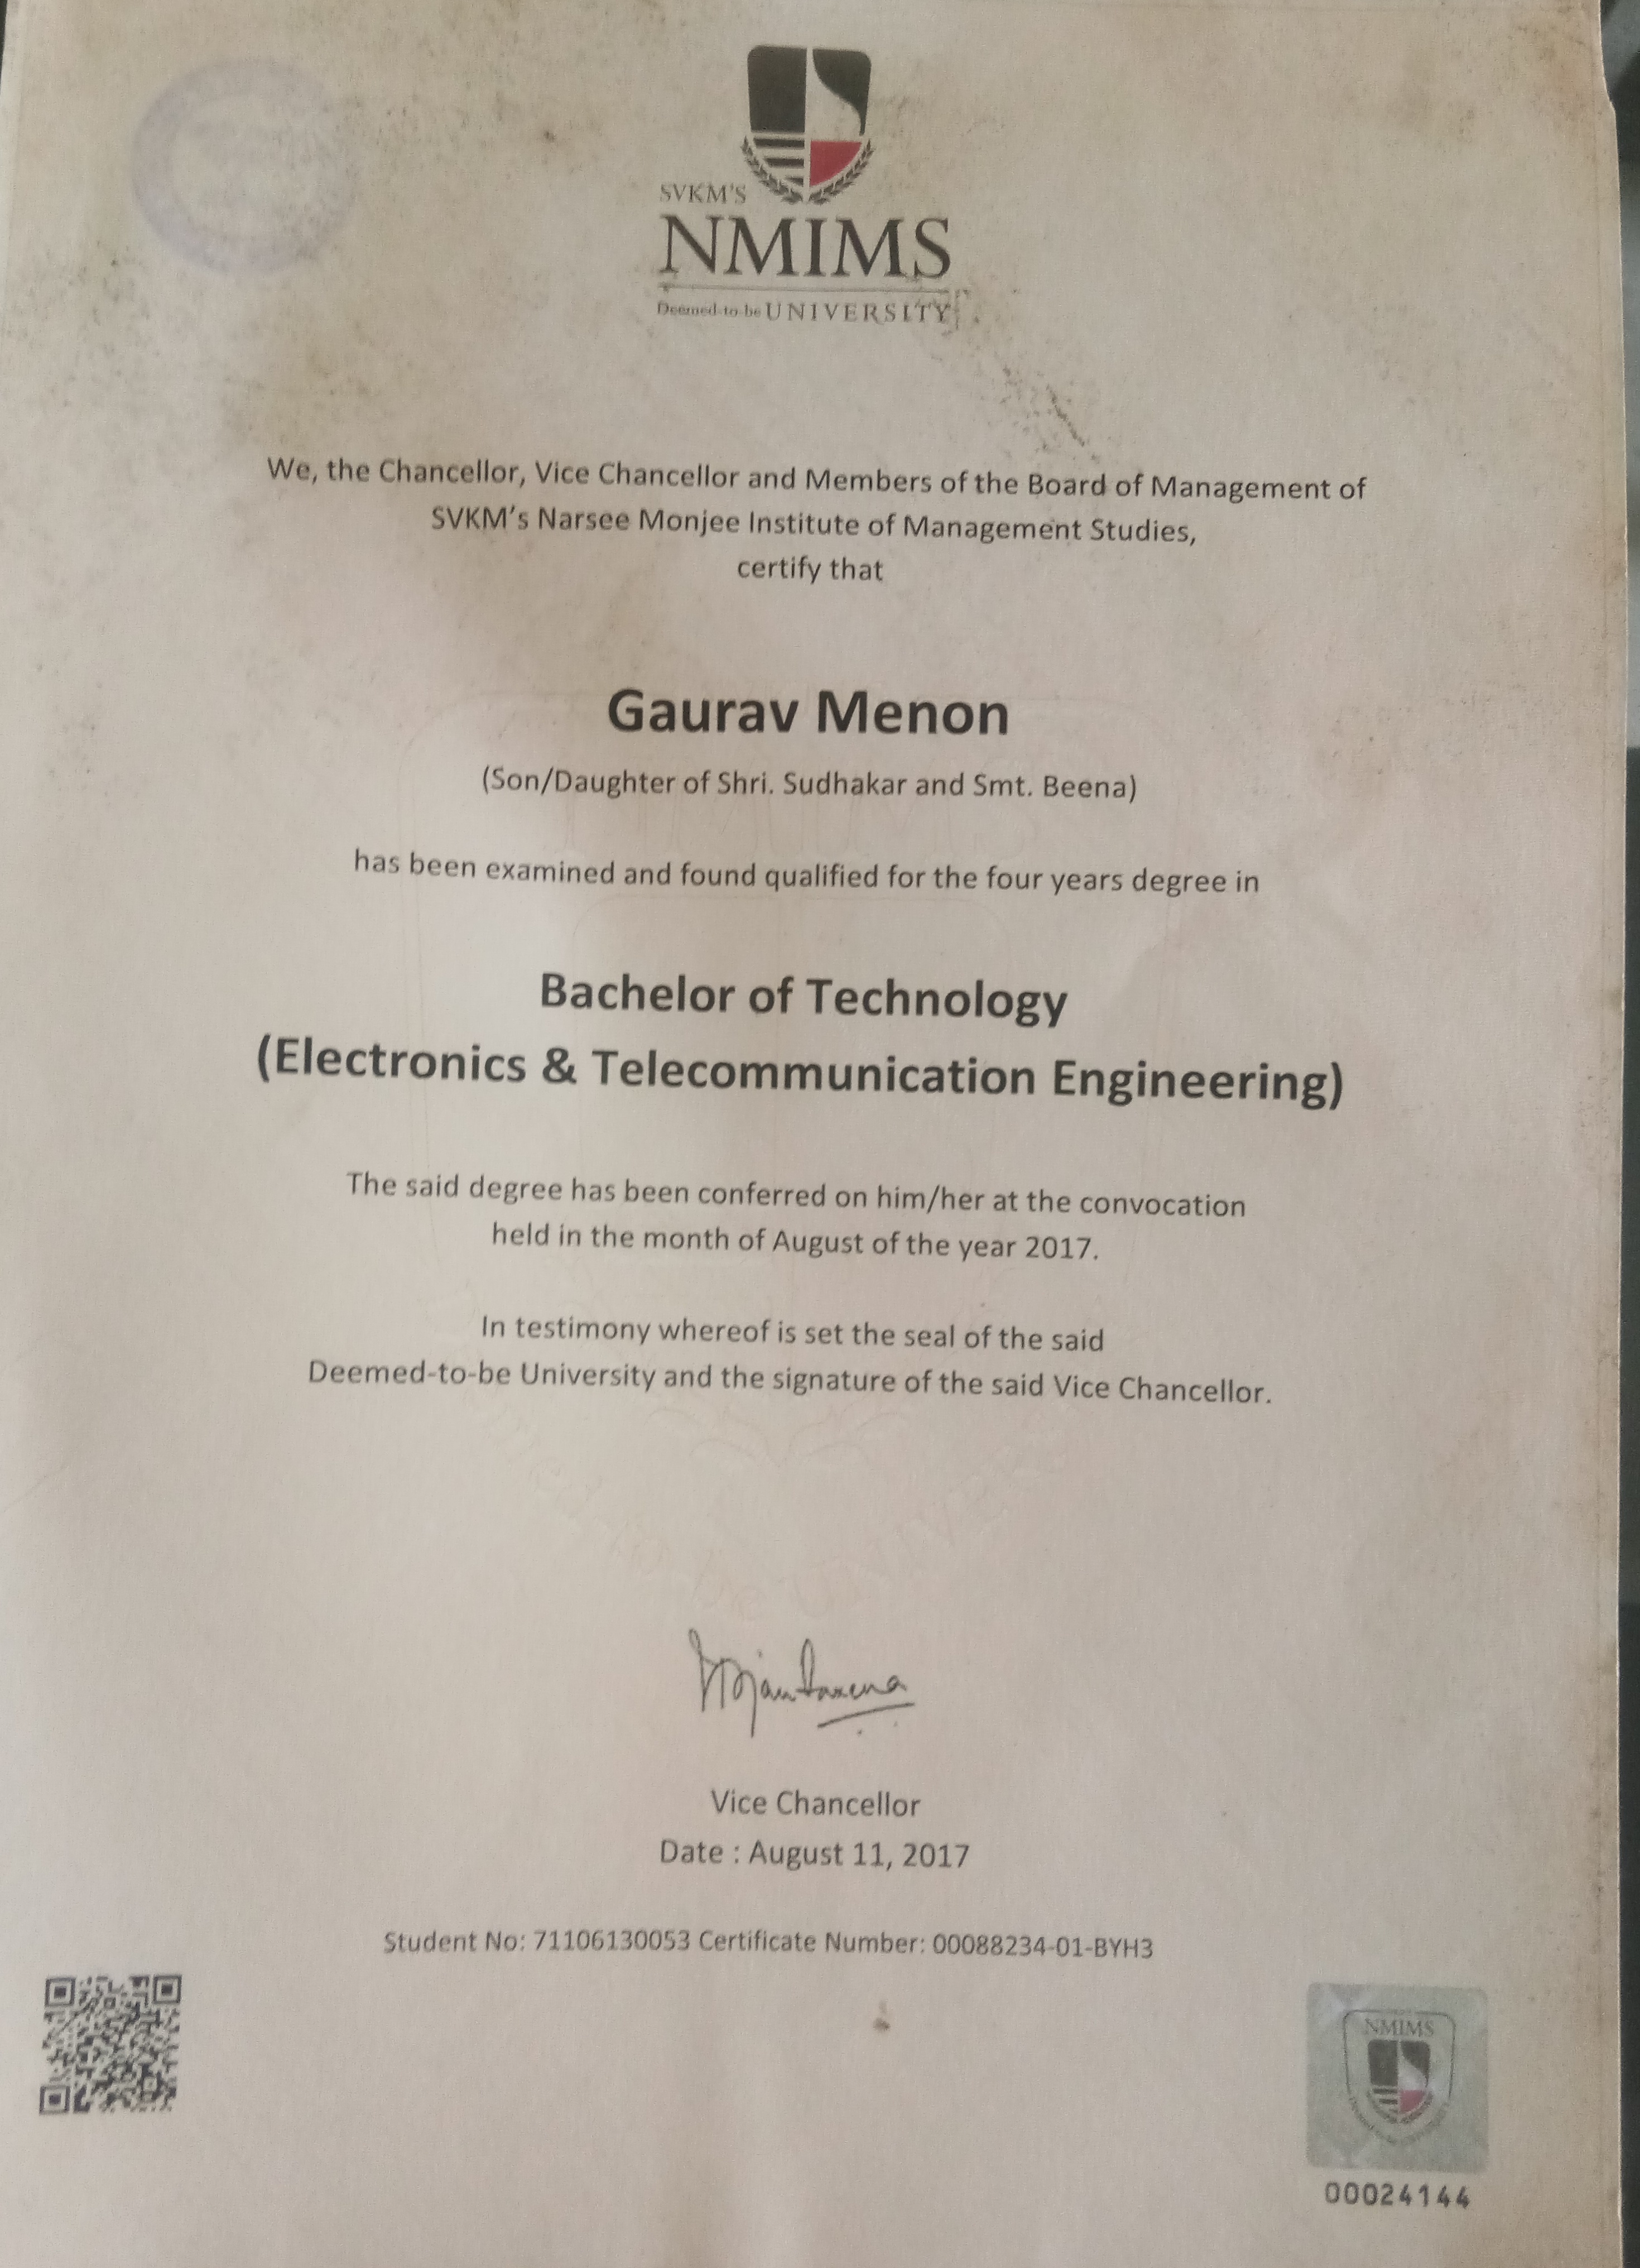 SVKM'S
NMIMS
Deemed-to-be UNIVERSITY
We, the Chancellor, Vice Chancellor and Members of the Board of Management of
SVKM's Narsee Monjee Institute of Management Studies,
certify that
Gaurav Menon
(Son/Daughter of Shri. Sudhakar and Smt. Beena)
has been examined and found qualified for the four years degree in
Bachelor of Technology
(Electronics & Telecommunication Engineering)
The said degree has been conferred on him/her at the convocation
held in the month of August of the year 2017.
In testimony whereof is set the seal of the said
Deemed-to-be University and the signature of the said Vice Chancellor.
Vice Chancellor
Date : August 11, 2017
Student No: 71106130053 Certificate Number: 00088234-01-BYH3
NMIMS
00024144